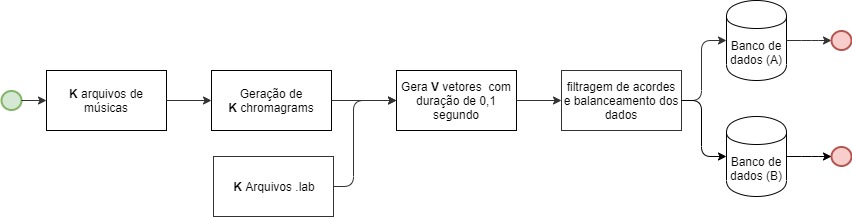 K arquivos de
músicas
Geração de
K chromagrams
K Arquivos .lab
Gera V vetores com
duração de 0,1
segundo
filtragem de acordes
e balanceamento dos
dados
Banco de
dados (A)
Banco de
dados (B)